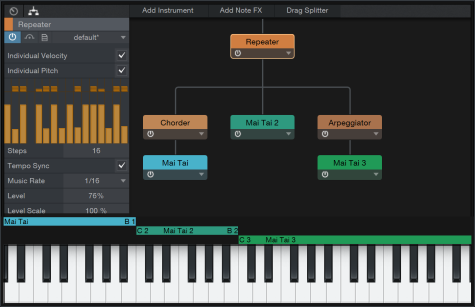 Add Instrument Add Note FX Drag Splitter
Repeater
default*
Individual Velocity
Individual Pitch
Steps 16
Tempo Sync
Music Rate 1/16
Level 76%
Level Scale 100 %
Repeater
Chorder Mai Tai 2 Arpeggiator
Mai Tai Mai Tai 3
Mai Tai B 1
C 2 Mai Tai 2 B 2
C 3 Mai Tai 3